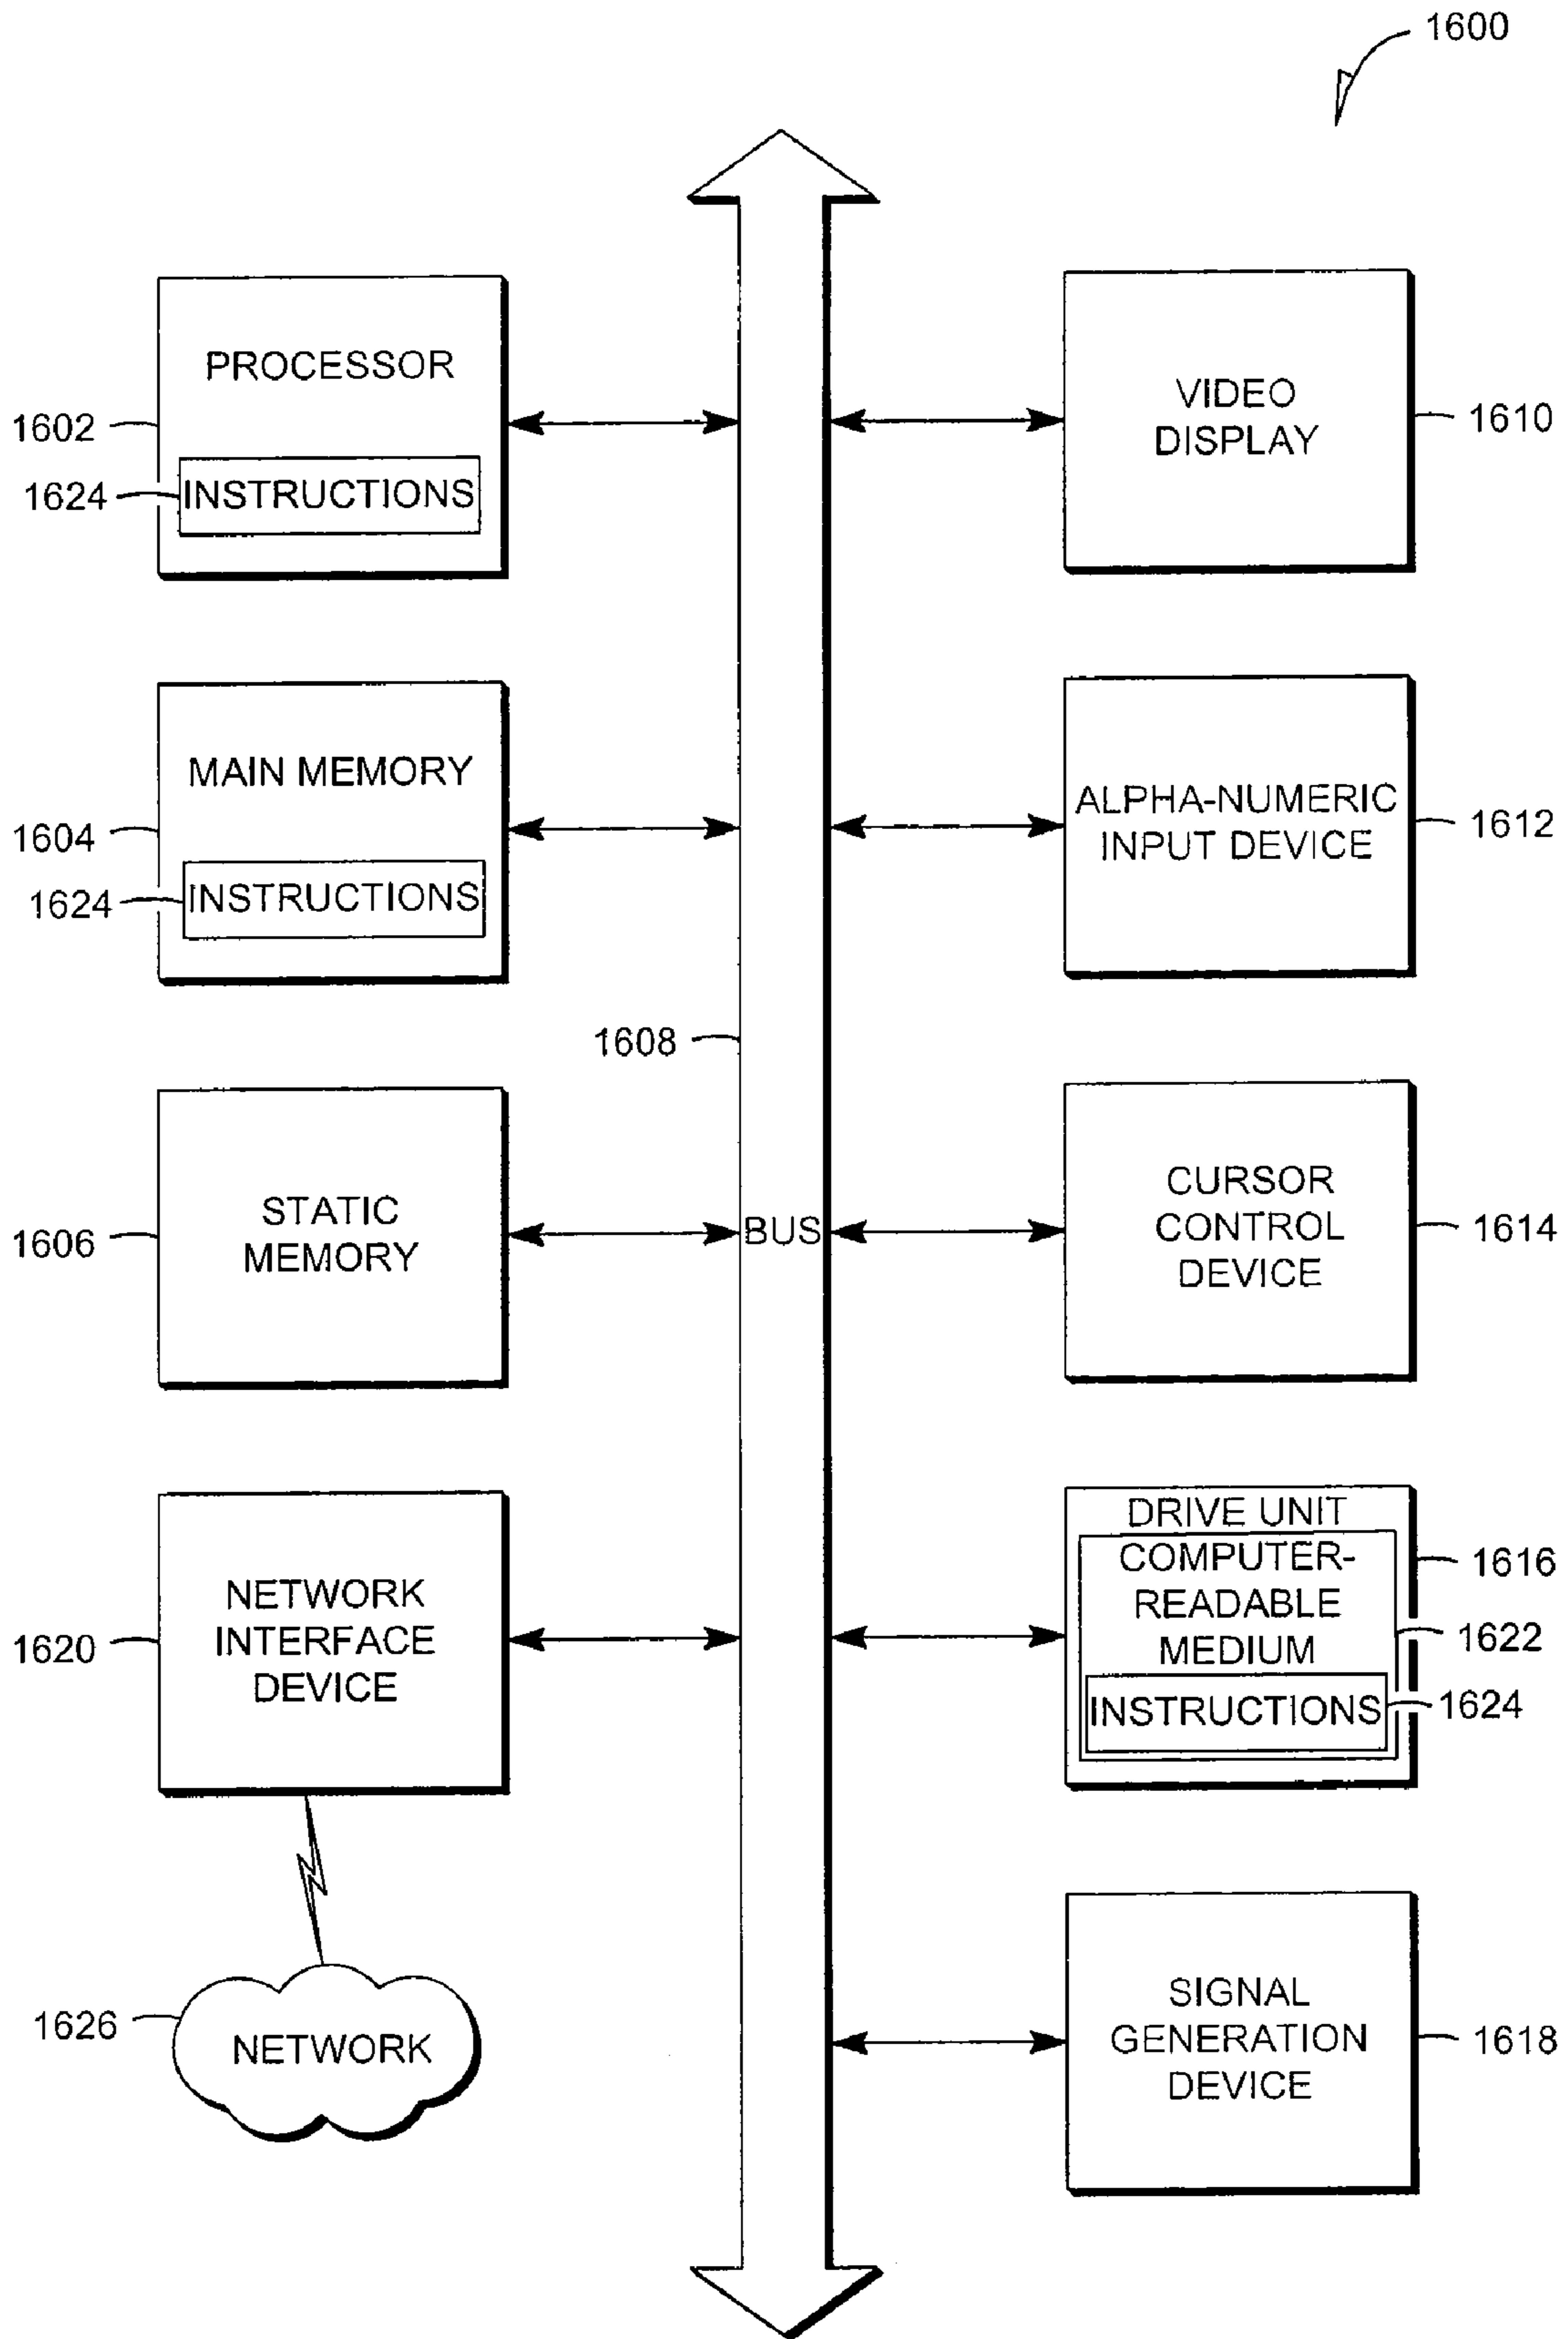 1600
PROCESSOR
1602
1624
INSTRUCTIONS
MAIN MEMORY
1604
1624
INSTRUCTIONS
1608
STATIC
MEMORY
1606
BUS
NETWORK
INTERFACE
DEVICE
1620
1626
NETWORK
VIDEO
DISPLAY
1610
ALPHA-NUMERIC
INPUT DEVICE
1612
CURSOR
CONTROL
DEVICE
1614
DRIVE UNIT
COMPUTER-
READABLE
MEDIUM
1616
1622
INSTRUCTIONS
1624
SIGNAL
GENERATION
DEVICE
1618